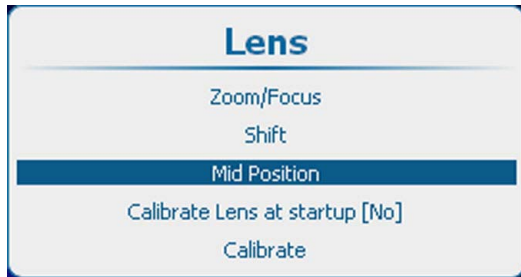 Lens
Zoom/Focus
Shift
Mid Position
Calibrate Lens at startup [No]
Calibrate